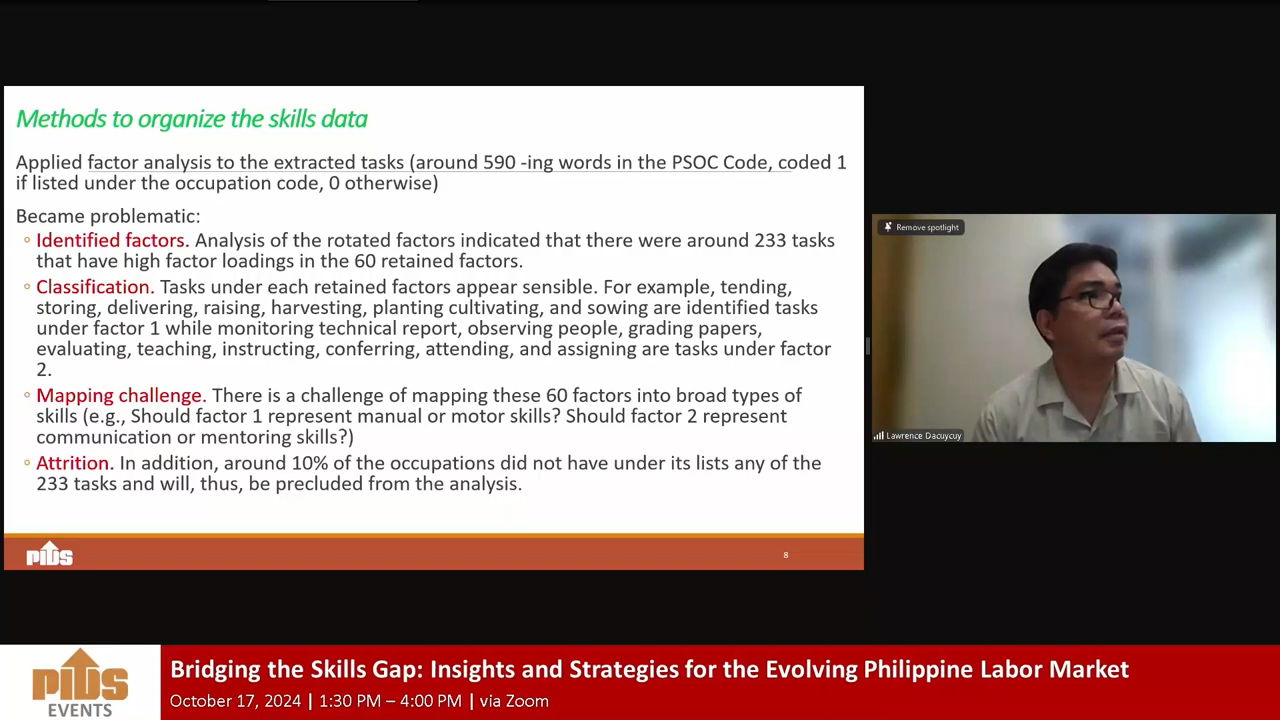 Methods to organize the skills data
Applied factor analysis to the extracted tasks (around 590 -ing words in the PSOC Code, coded 1
if listed under the occupation code, 0 otherwise)
Became problematic:
◦ Identified factors. Analysis of the rotated factors indicated that there were around 233 tasks
that have high factor loadings in the 60 retained factors.
◦ Classification. Tasks under each retained factors appear sensible. For example, tending,
storing, delivering, raising, harvesting, planting cultivating, and sowing are identified tasks
under factor 1 while monitoring technical report, observing people, grading papers,
evaluating, teaching, instructing, conferring, attending, and assigning are tasks under factor
2.
◦ Mapping challenge. There is a challenge of mapping these 60 factors into broad types of
skills (e.g., Should factor 1 represent manual or motor skills? Should factor 2 represent
communication or mentoring skills?)
◦ Attrition. In addition, around 10% of the occupations did not have under its lists any of the
233 tasks and will, thus, be precluded from the analysis.
pids
8
Remove spotlight
Lawrence Dacuycuy
pids
EVENTS
Bridging the Skills Gap: Insights and Strategies for the Evolving Philippine Labor Market
October 17, 2024 | 1:30 PM – 4:00 PM | via Zoom